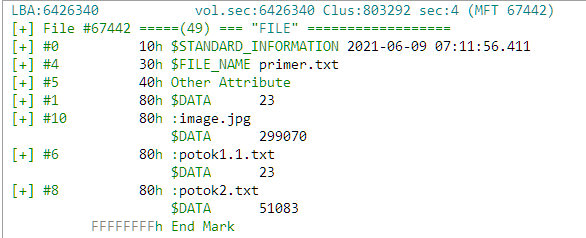 LBA:6426340 vol.sec:6426340 Clus:803292 sec:4 (MFT 67442)
[+] File #67442 =====(49) === "FILE" ==================
[+] #0 10h $STANDARD_INFORMATION 2021-06-09 07:11:56.411
[+] #4 30h $FILE_NAME primer.txt
[+] #5 40h Other Attribute
[+] #1 80h $DATA 23
[+] #10 80h :image.jpg
$DATA 299070
[+] #6 80h :potok1.1.txt
$DATA 23
[+] #8 80h :potok2.txt
$DATA 51083
FFFFFFFFh End Mark